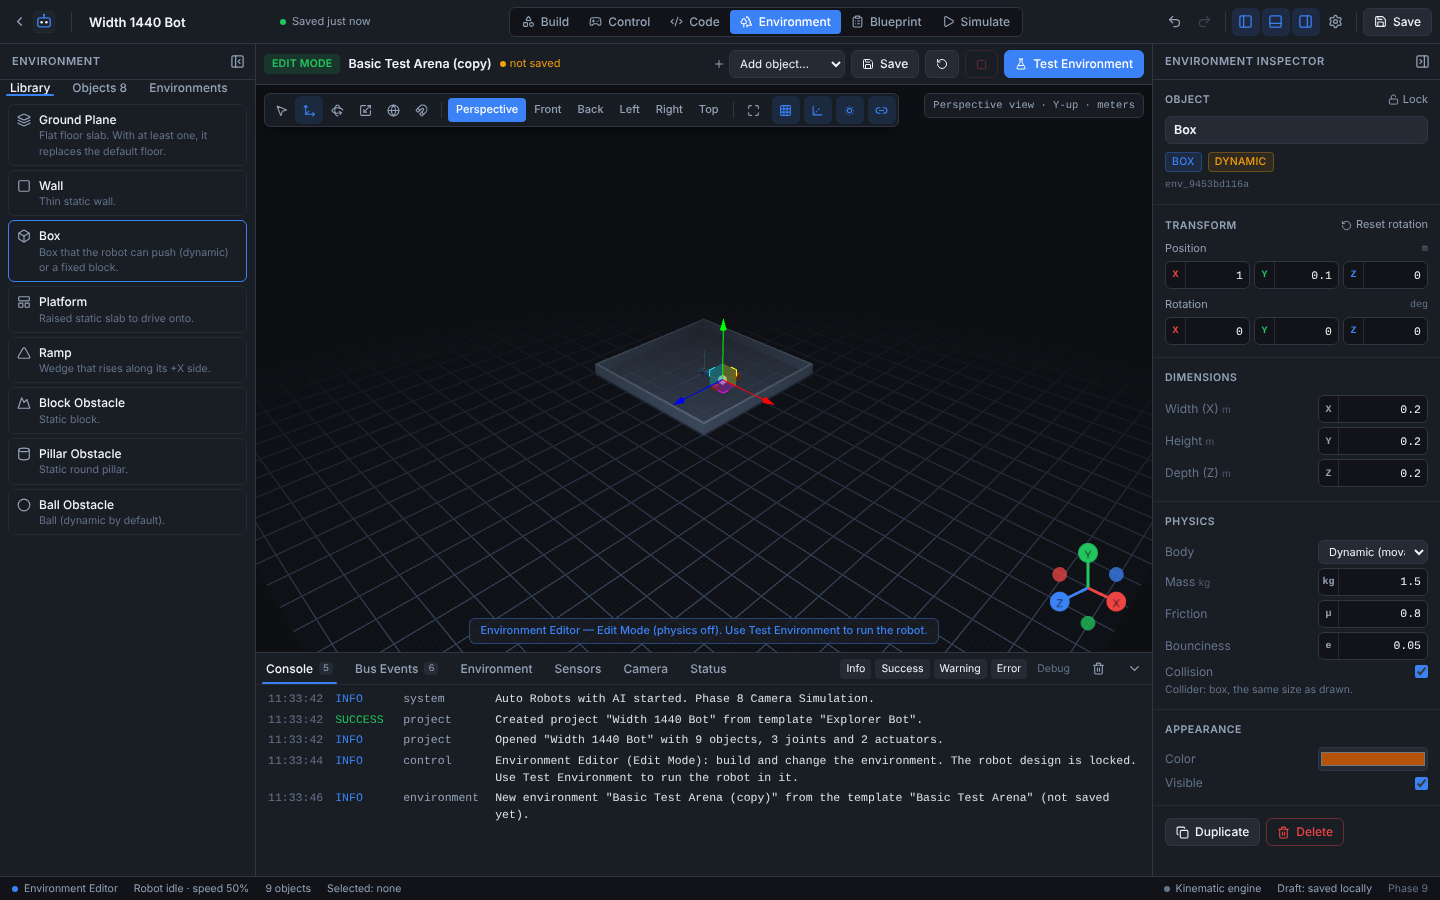 Width 1440 Bot
Saved just now
Build
Control
Code
Environment
Blueprint
Simulate
Save
ENVIRONMENT
Library
Objects 8
Environments
Ground Plane
Flat floor slab. With at least one, it
replaces the default floor.
Wall
Thin static wall.
Box
Box that the robot can push (dynamic)
or a fixed block.
Platform
Raised static slab to drive onto.
Ramp
Wedge that rises along its +X side.
Block Obstacle
Static block.
Pillar Obstacle
Static round pillar.
Ball Obstacle
Ball (dynamic by default).
EDIT MODE
Basic Test Arena (copy)
not saved
Add object...
Save
Test Environment
Perspective
Front
Back
Left
Right
Top
Perspective view · Y-up · meters
Y
Z
X
Environment Editor — Edit Mode (physics off). Use Test Environment to run the robot.
Console 5
Bus Events 6
Environment
Sensors
Camera
Status
Info
Success
Warning
Error
Debug
11:33:42 INFO system Auto Robots with AI started. Phase 8 Camera Simulation.
11:33:42 SUCCESS project Created project "Width 1440 Bot" from template "Explorer Bot".
11:33:42 INFO project Opened "Width 1440 Bot" with 9 objects, 3 joints and 2 actuators.
11:33:44 INFO control Environment Editor (Edit Mode): build and change the environment. The robot design is locked.
Use Test Environment to run the robot in it.
11:33:46 INFO environment New environment "Basic Test Arena (copy)" from the template "Basic Test Arena" (not saved
yet).
ENVIRONMENT INSPECTOR
OBJECT
Lock
Box
BOX
DYNAMIC
env_9453bd116a
TRANSFORM
Reset rotation
Position m
X 1 Y 0.1 Z 0
Rotation deg
X 0 Y 0 Z 0
DIMENSIONS
Width (X) m X 0.2
Height m Y 0.2
Depth (Z) m Z 0.2
PHYSICS
Body Dynamic (mov
Mass kg kg 1.5
Friction μ 0.8
Bounciness e 0.05
Collision
Collider: box, the same size as drawn.
APPEARANCE
Color
Visible
Duplicate
Delete
Environment Editor
Robot idle · speed 50%
9 objects
Selected: none
Kinematic engine
Draft: saved locally
Phase 9